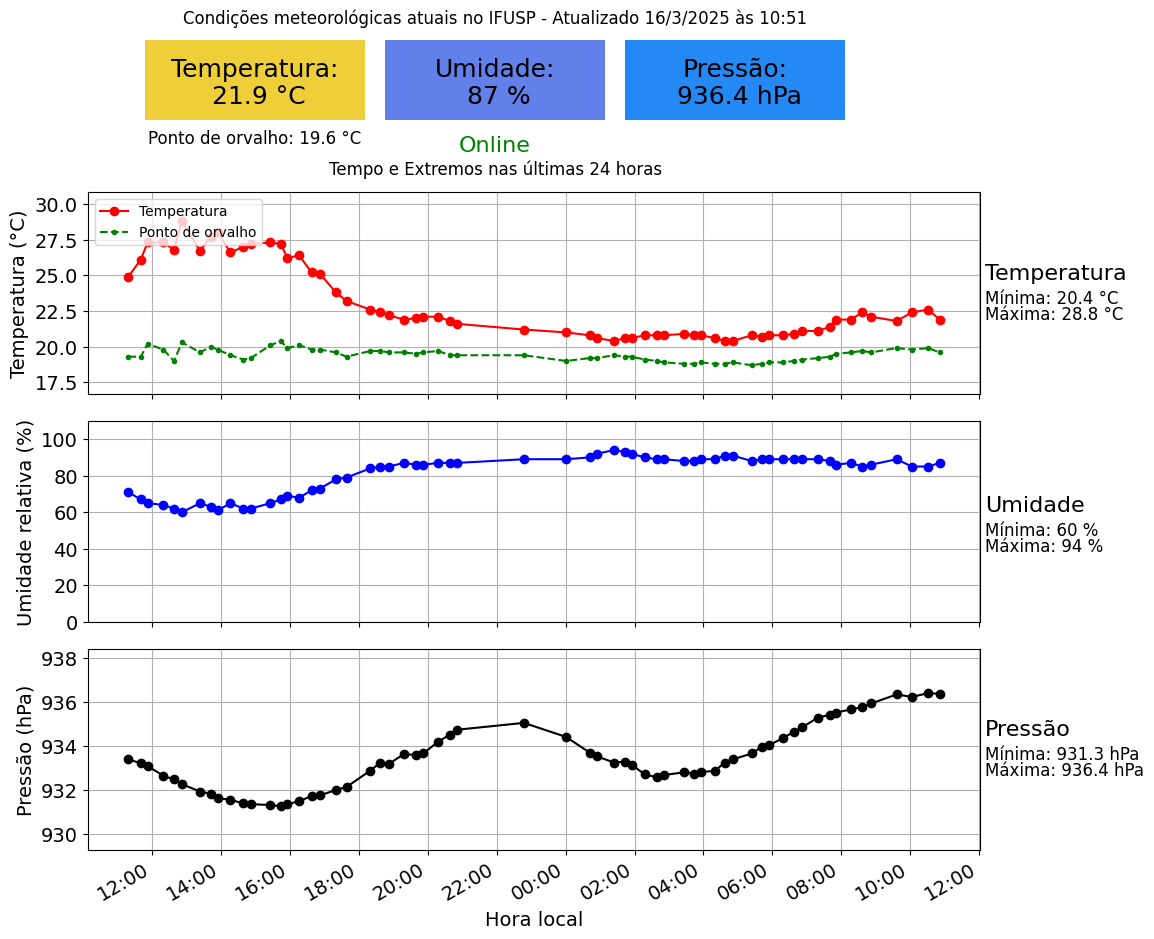 Condições meteorológicas atuais no IFUSP - Atualizado 16/3/2025 às 10:51
Temperatura:
21.9 °C
Umidade:
87 %
Pressão:
936.4 hPa
Ponto de orvalho: 19.6 °C
Online
Tempo e Extremos nas últimas 24 horas
Temperatura (°C)
30.0
27.5
25.0
22.5
20.0
17.5
Temperatura
Ponto de orvalho
Temperatura
Mínima: 20.4 °C
Máxima: 28.8 °C
Umidade relativa (%)
100
80
60
40
20
0
Umidade
Mínima: 60 %
Máxima: 94 %
Pressão (hPa)
938
936
934
932
930
Pressão
Mínima: 931.3 hPa
Máxima: 936.4 hPa
12:00
14:00
16:00
18:00
20:00
22:00
00:00
02:00
04:00
06:00
08:00
10:00
12:00
Hora local